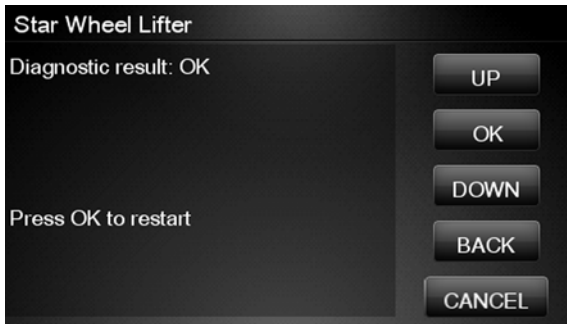 Star Wheel Lifter
Diagnostic result: OK
Press OK to restart
UP
OK
DOWN
BACK
CANCEL